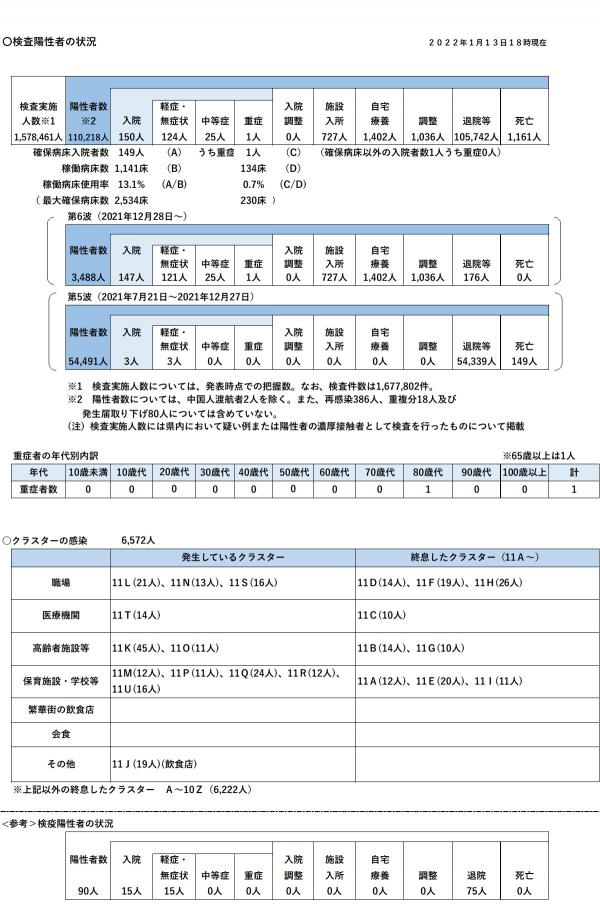 〇検査陽性者の状況 ２０２２年１月１３日１８時現在
検査実施 陽性者数
人数※1 ※2 入院 軽症・無症状 中等症 重症 入院調整 施設入所 自宅療養 調整 退院等 死亡
1,578,461人 110,218人 150人 124人 25人 1人 0人 727人 1,402人 1,036人 105,742人 1,161人
確保病床入院者数 149人 (A) うち重症 1人 (C) (確保病床以外の入院者数1人うち重症0人)
稼働病床数 1,141床 (B) 134床 (D)
稼働病床使用率 13.1% (A/B) 0.7% (C/D)
( 最大確保病床数 2,534床 230床 )
第6波（2021年12月28日～）
陽性者数 入院 軽症・無症状 中等症 重症 入院調整 施設入所 自宅療養 調整 退院等 死亡
3,488人 147人 121人 25人 1人 0人 727人 1,402人 1,036人 176人 0人
第5波（2021年7月21日～2021年12月27日）
陽性者数 入院 軽症・無症状 中等症 重症 入院調整 施設入所 自宅療養 調整 退院等 死亡
54,491人 3人 3人 0人 0人 0人 0人 0人 0人 54,339人 149人
※1 検査実施人数については、発表時点での把握数。なお、検査件数は1,677,802件。
※2 陽性者数については、中国人渡航者2人を除く。また、再感染386人、重複分18人及び
発生届取り下げ80人については含めていない。
(注) 検査実施人数には県内において疑い例または陽性者の濃厚接触者として検査を行ったものについて掲載
重症者の年代別内訳 ※65歳以上は1人
年代 10歳未満 10歳代 20歳代 30歳代 40歳代 50歳代 60歳代 70歳代 80歳代 90歳代 100歳以上 計
重症者数 0 0 0 0 0 0 0 0 1 0 0 1
○クラスターの感染 6,572人
発生しているクラスター 終息したクラスター（11Ａ～）
職場 11Ｌ(21人)、11Ｎ(13人)、11Ｓ(16人) 11Ｄ(14人)、11Ｆ(19人)、11Ｈ(26人)
医療機関 11Ｔ(14人) 11Ｃ(10人)
高齢者施設等 11Ｋ(45人)、11Ｏ(11人) 11Ｂ(14人)、11Ｇ(10人)
保育施設・学校等 11Ｍ(12人)、11Ｐ(11人)、11Ｑ(24人)、11Ｒ(12人)、 11Ａ(12人)、11Ｅ(20人)、11Ｉ(11人)
11Ｕ(16人)
繁華街の飲食店
会食
その他 11Ｊ(19人)(飲食店)
※上記以外の終息したクラスター Ａ～10Ｚ（6,222人）
<参考＞検疫陽性者の状況
陽性者数 入院 軽症・無症状 中等症 重症 入院調整 施設入所 自宅療養 調整 退院 死亡
90人 15人 15人 0人 0人 0人 0人 0人 0人 75人 0人